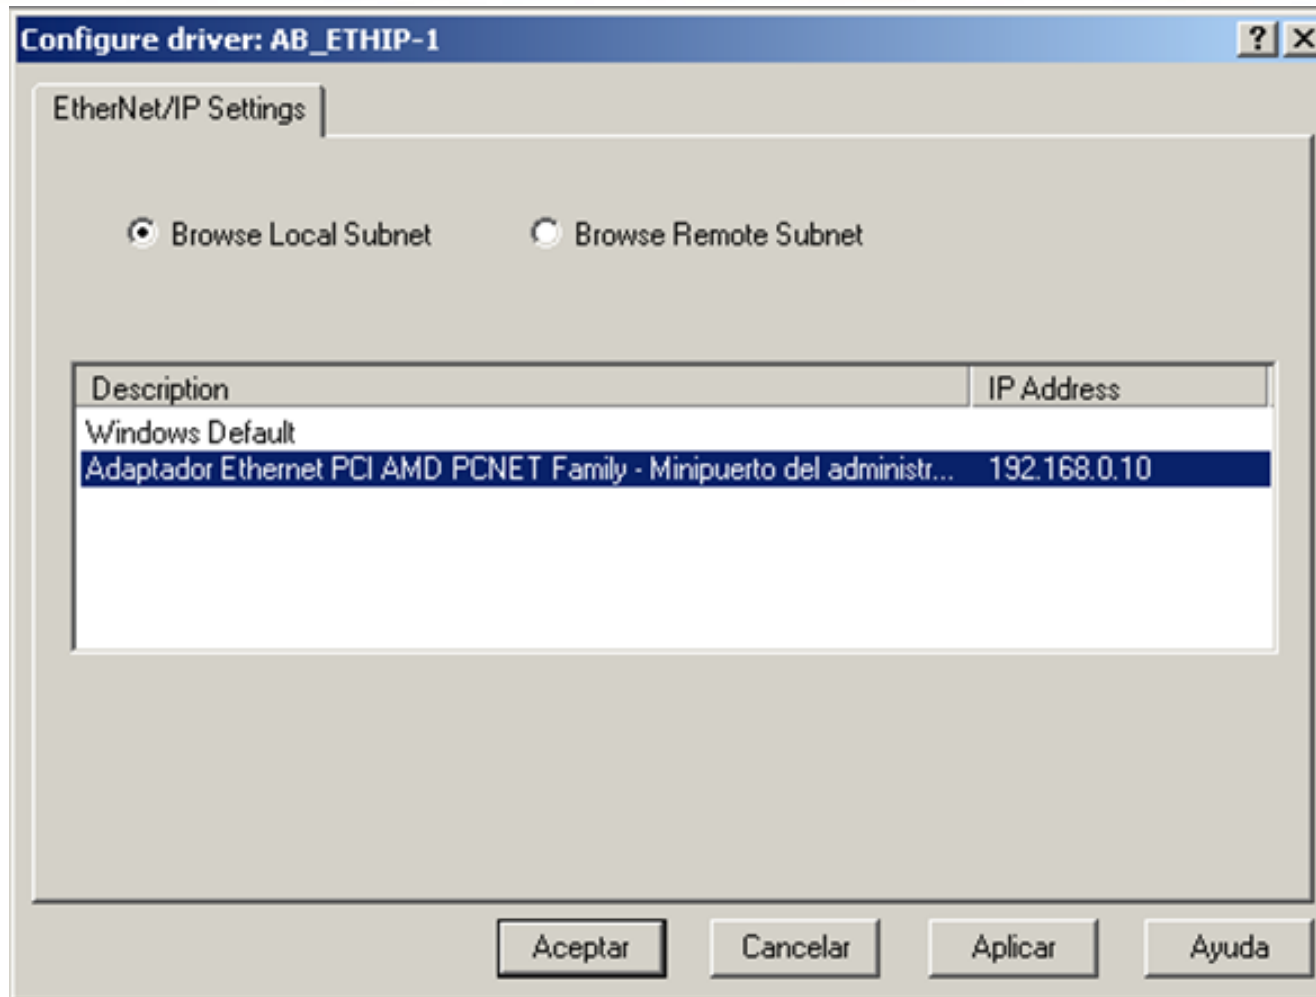 Configure driver: AB_ETHIP-1
EtherNet/IP Settings
Browse Local Subnet Browse Remote Subnet
Description IP Address
Windows Default
Adaptador Ethernet PCI AMD PCNET Family - Minipuerto del administr... 192.168.0.10
Aceptar Cancelar Aplicar Ayuda